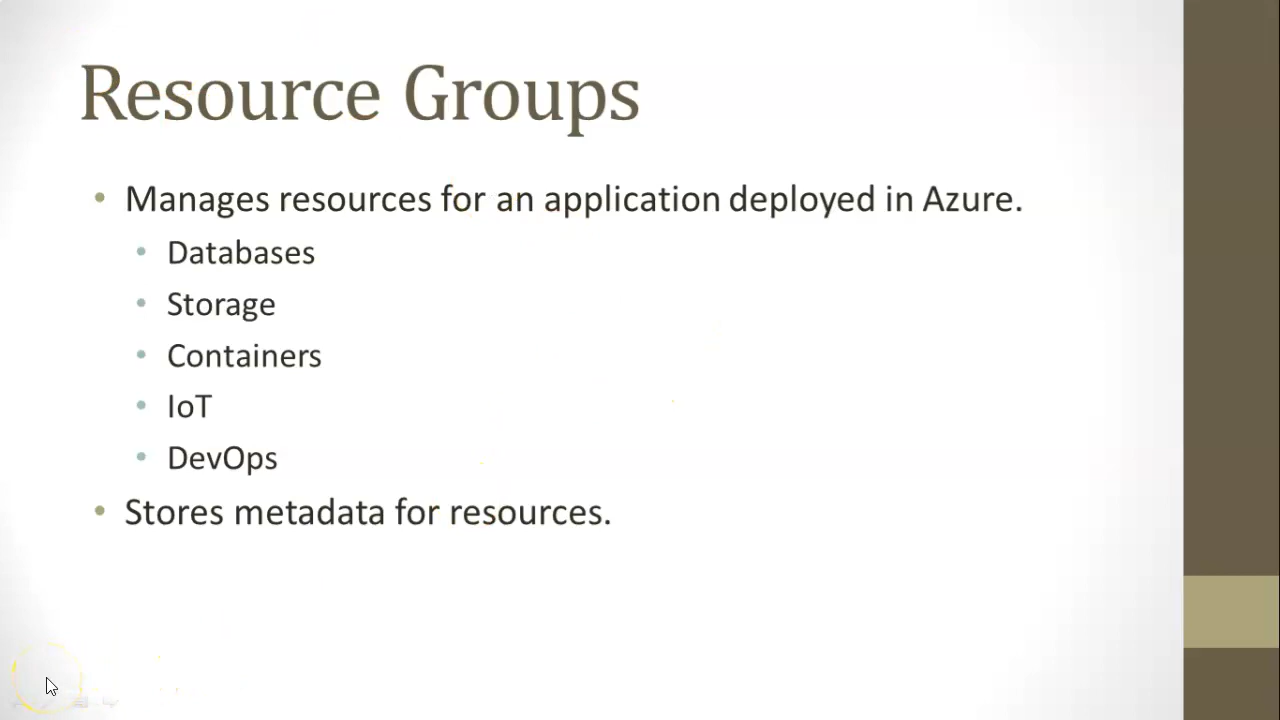 Resource Groups
• Manages resources for an application deployed in Azure.
• Databases
• Storage
• Containers
• IoT
• DevOps
• Stores metadata for resources.